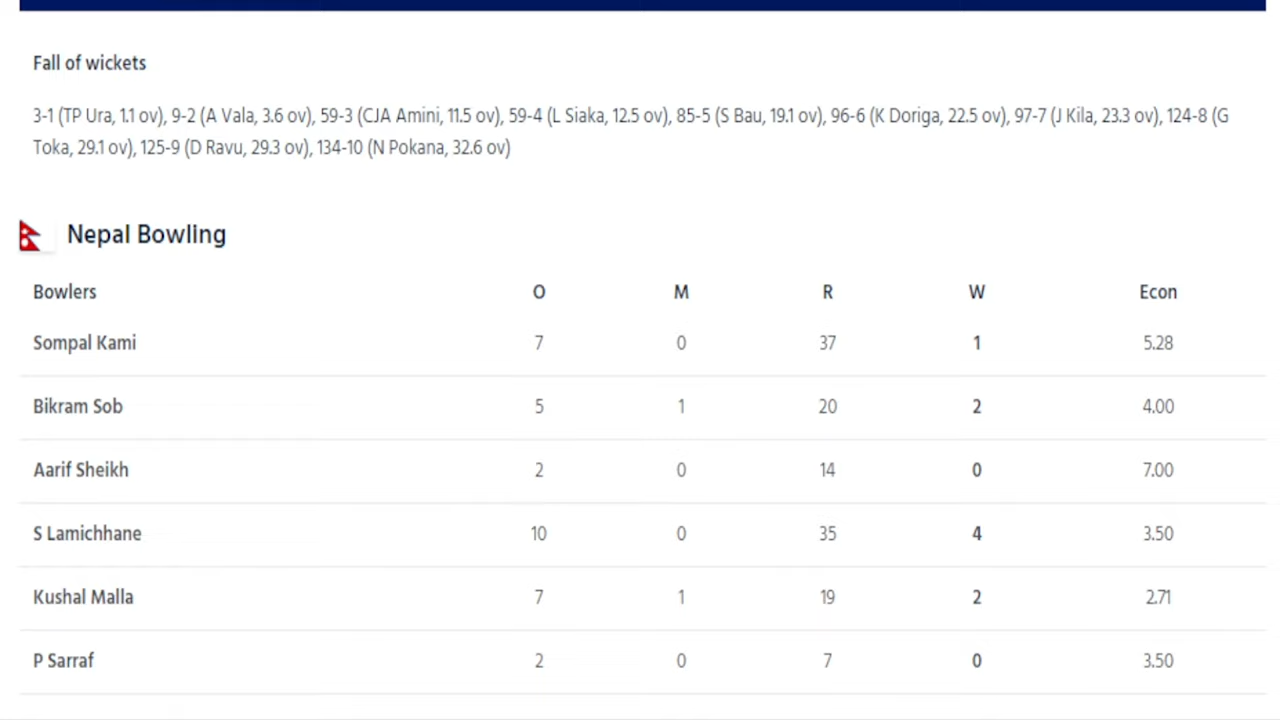 Fall of wickets
3-1 (TP Ura, 1.1 ov), 9-2 (A Vala, 3.6 ov), 59-3 (CJA Amini, 11.5 ov), 59-4 (L Siaka, 12.5 ov), 85-5 (S Bau, 19.1 ov), 96-6 (K Doriga, 22.5 ov), 97-7 (J Kila, 23.3 ov), 124-8 (G
Toka, 29.1 ov), 125-9 (D Ravu, 29.3 ov), 134-10 (N Pokana, 32.6 ov)
Nepal Bowling
Bowlers O M R W Econ
Sompal Kami 7 0 37 1 5.28
Bikram Sob 5 1 20 2 4.00
Aarif Sheikh 2 0 14 0 7.00
S Lamichhane 10 0 35 4 3.50
Kushal Malla 7 1 19 2 2.71
P Sarraf 2 0 7 0 3.50